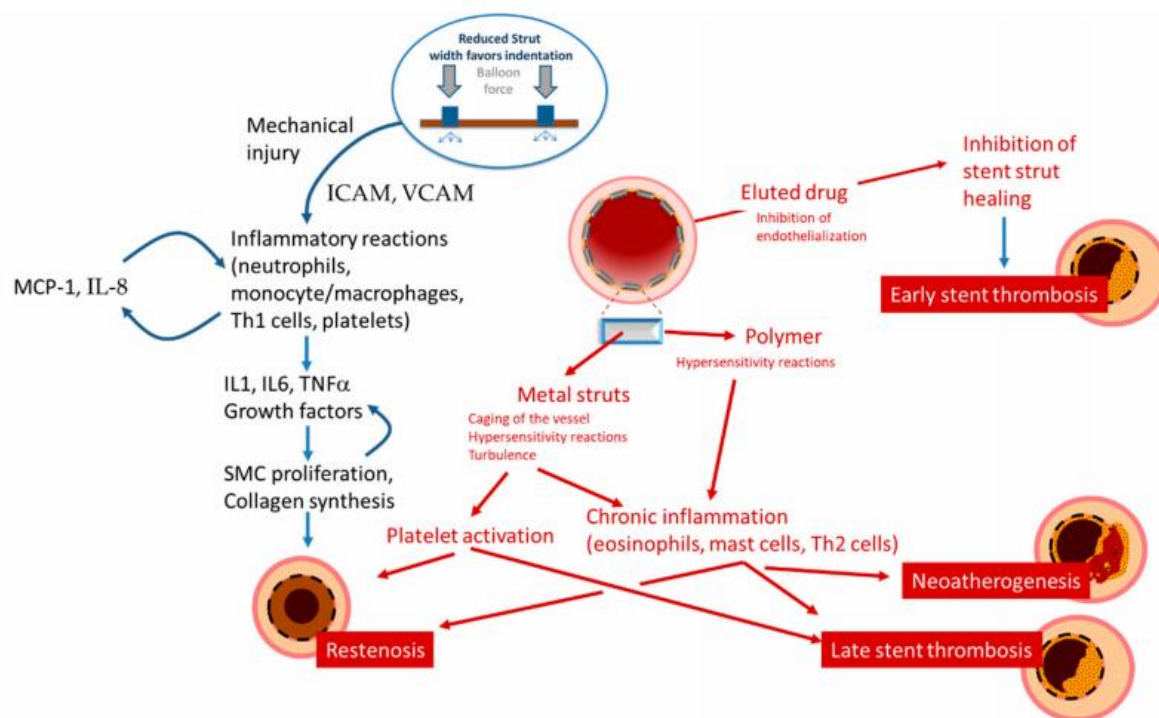 Reduced Strut
width favors indentation
Balloon
force
Mechanical
injury
ICAM, VCAM
Inflammatory reactions
(neutrophils,
monocyte/macrophages,
Th1 cells, platelets)
MCP-1, IL-8
IL1, IL6, TNFα
Growth factors
SMC proliferation,
Collagen synthesis
Restenosis
Eluted drug
Inhibition of
endothelialization
Inhibition of
stent strut
healing
Early stent thrombosis
Polymer
Hypersensitivity reactions
Metal struts
Caging of the vessel
Hypersensitivity reactions
Turbulence
Platelet activation
Chronic inflammation
(eosinophils, mast cells, Th2 cells)
Neoatherogenesis
Late stent thrombosis